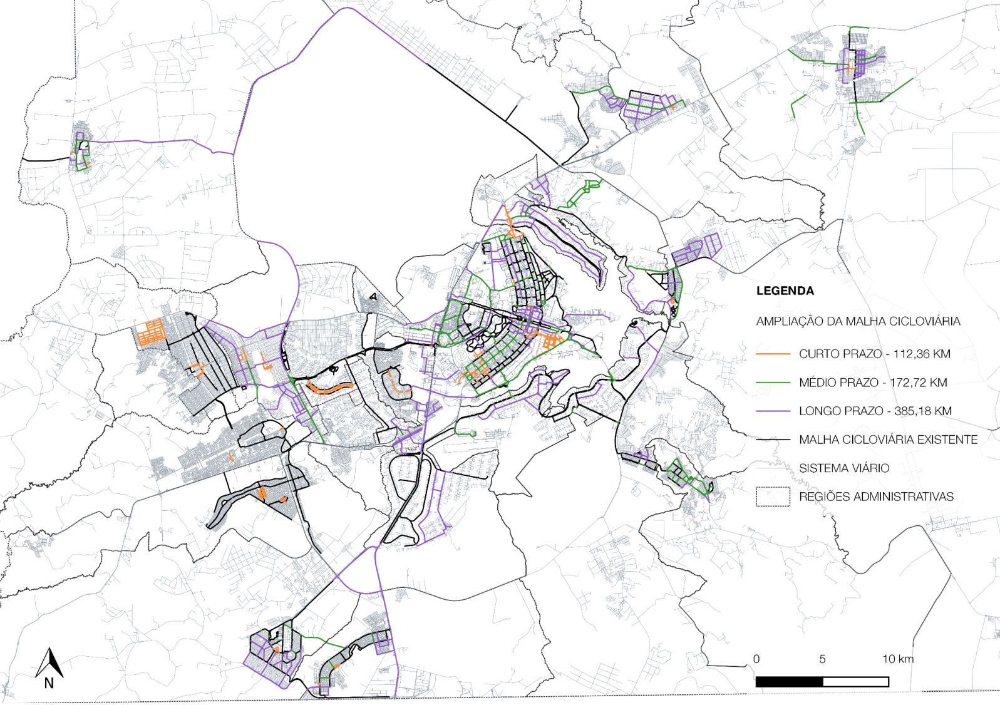 LEGENDA
AMPLIAÇÃO DA MALHA CICLOVIÁRIA
CURTO PRAZO - 112,36 KM
MÉDIO PRAZO - 172,72 KM
LONGO PRAZO - 385,18 KM
MALHA CICLOVIÁRIA EXISTENTE
SISTEMA VIÁRIO
REGIÕES ADMINISTRATIVAS
0 5 10 km
N